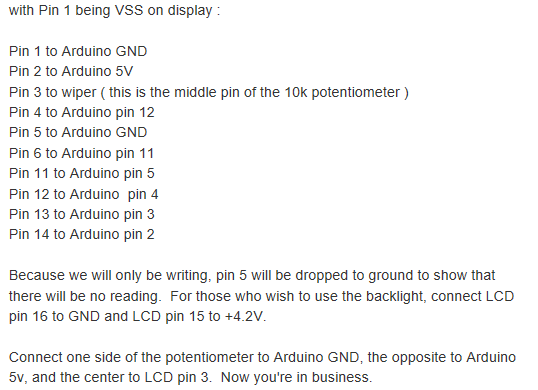 with Pin 1 being VSS on display :
Pin 1 to Arduino GND
Pin 2 to Arduino 5V
Pin 3 to wiper ( this is the middle pin of the 10k potentiometer )
Pin 4 to Arduino pin 12
Pin 5 to Arduino GND
Pin 6 to Arduino pin 11
Pin 11 to Arduino pin 5
Pin 12 to Arduino  pin 4
Pin 13 to Arduino pin 3
Pin 14 to Arduino pin 2
Because we will only be writing, pin 5 will be dropped to ground to show that
there will be no reading.  For those who wish to use the backlight, connect LCD
pin 16 to GND and LCD pin 15 to +4.2V.
Connect one side of the potentiometer to Arduino GND, the opposite to Arduino
5v, and the center to LCD pin 3.  Now you're in business.